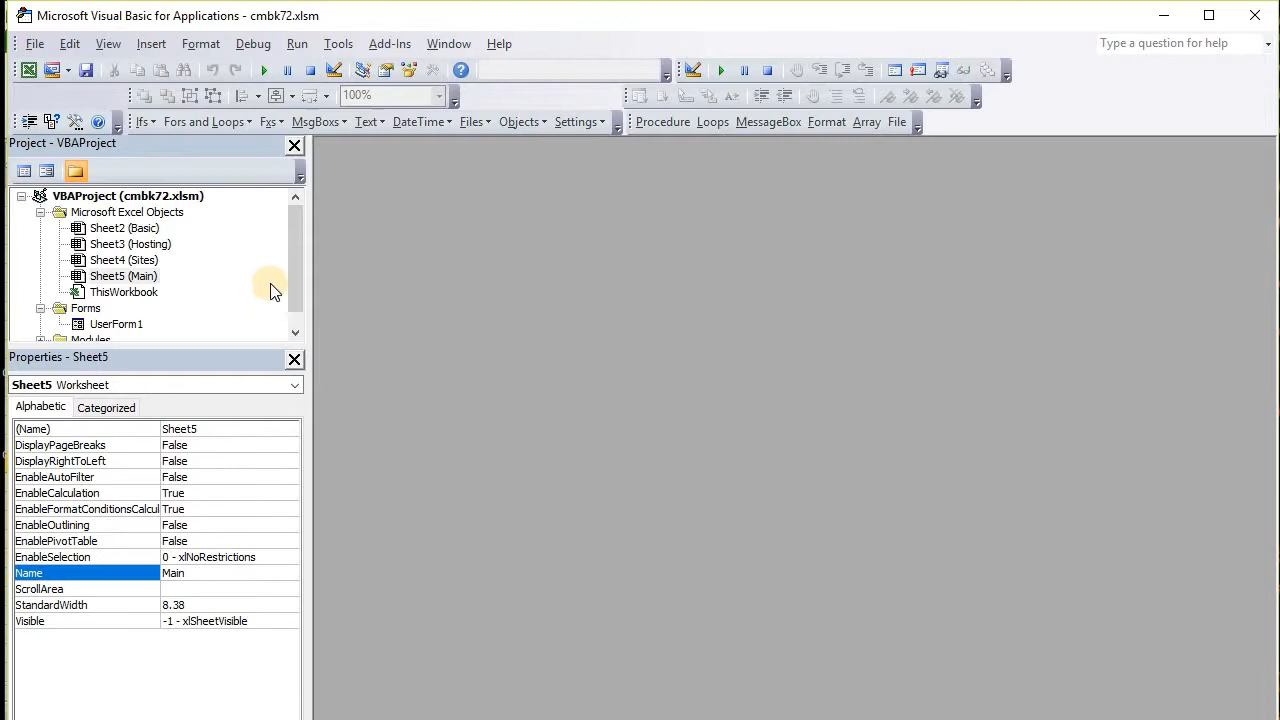 Microsoft Visual Basic for Applications - cmbk72.xlsm
File Edit View Insert Format Debug Run Tools Add-Ins Window Help Type a question for help
100%
Ifs Fors and Loops Fxs MsgBoxs Text DateTime Files Objects Settings Procedure Loops MessageBox Format Array File
Project - VBAProject
VBAProject (cmbk72.xlsm)
Microsoft Excel Objects
Sheet2 (Basic)
Sheet3 (Hosting)
Sheet4 (Sites)
Sheet5 (Main)
ThisWorkbook
Forms
UserForm1
Modules
Properties - Sheet5
Sheet5 Worksheet
Alphabetic Categorized
(Name) Sheet5
DisplayPageBreaks False
DisplayRightToLeft False
EnableAutoFilter False
EnableCalculation True
EnableFormatConditionsCalcul True
EnableOutlining False
EnablePivotTable False
EnableSelection 0 - xlNoRestrictions
Name Main
ScrollArea
StandardWidth 8.38
Visible -1 - xlSheetVisible